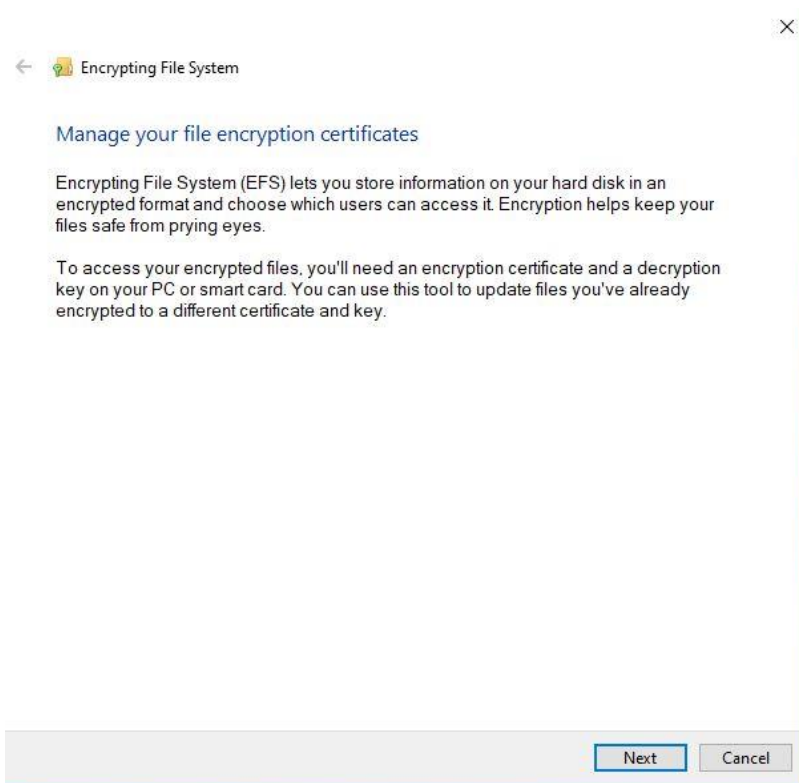 Encrypting File System
Manage your file encryption certificates
Encrypting File System (EFS) lets you store information on your hard disk in an
encrypted format and choose which users can access it. Encryption helps keep your
files safe from prying eyes.
To access your encrypted files, you'll need an encryption certificate and a decryption
key on your PC or smart card. You can use this tool to update files you've already
encrypted to a different certificate and key.
Next
Cancel